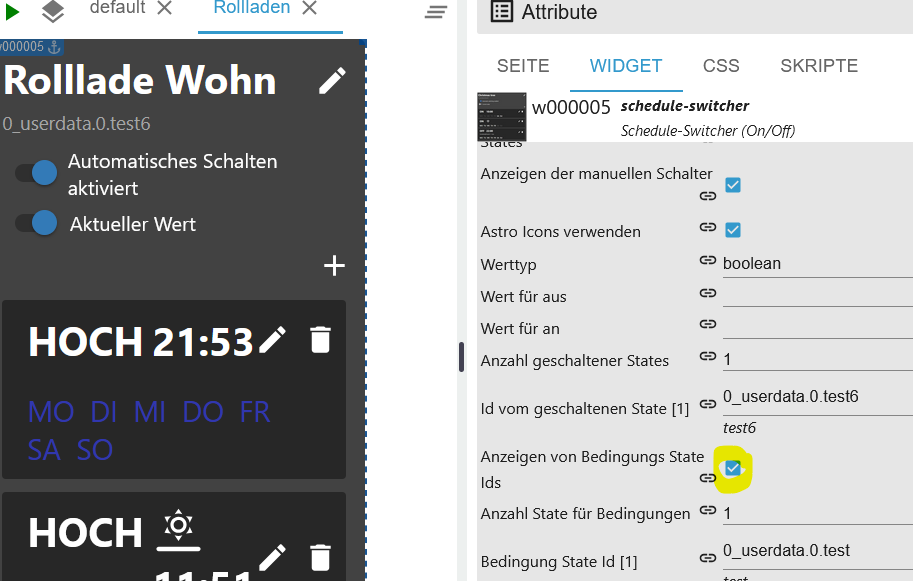 default
Rollladen
w000005
Rolllade Wohn
0_userdata.0.test6
Automatisches Schalten
aktiviert
Aktueller Wert
HOCH 21:53
MO DI MI DO FR
SA SO
HOCH
11:51
Attribute
SEITE WIDGET CSS SKRIPTE
w000005 schedule-switcher
Schedule-Switcher (On/Off)
States
Anzeigen der manuellen Schalter
Astro Icons verwenden
Werttyp boolean
Wert für aus
Wert für an
Anzahl geschaltener States 1
Id vom geschaltenen State [1] 0_userdata.0.test6
test6
Anzeigen von Bedingungs State
Ids
Anzahl State für Bedingungen 1
Bedingung State Id [1] 0_userdata.0.test
test